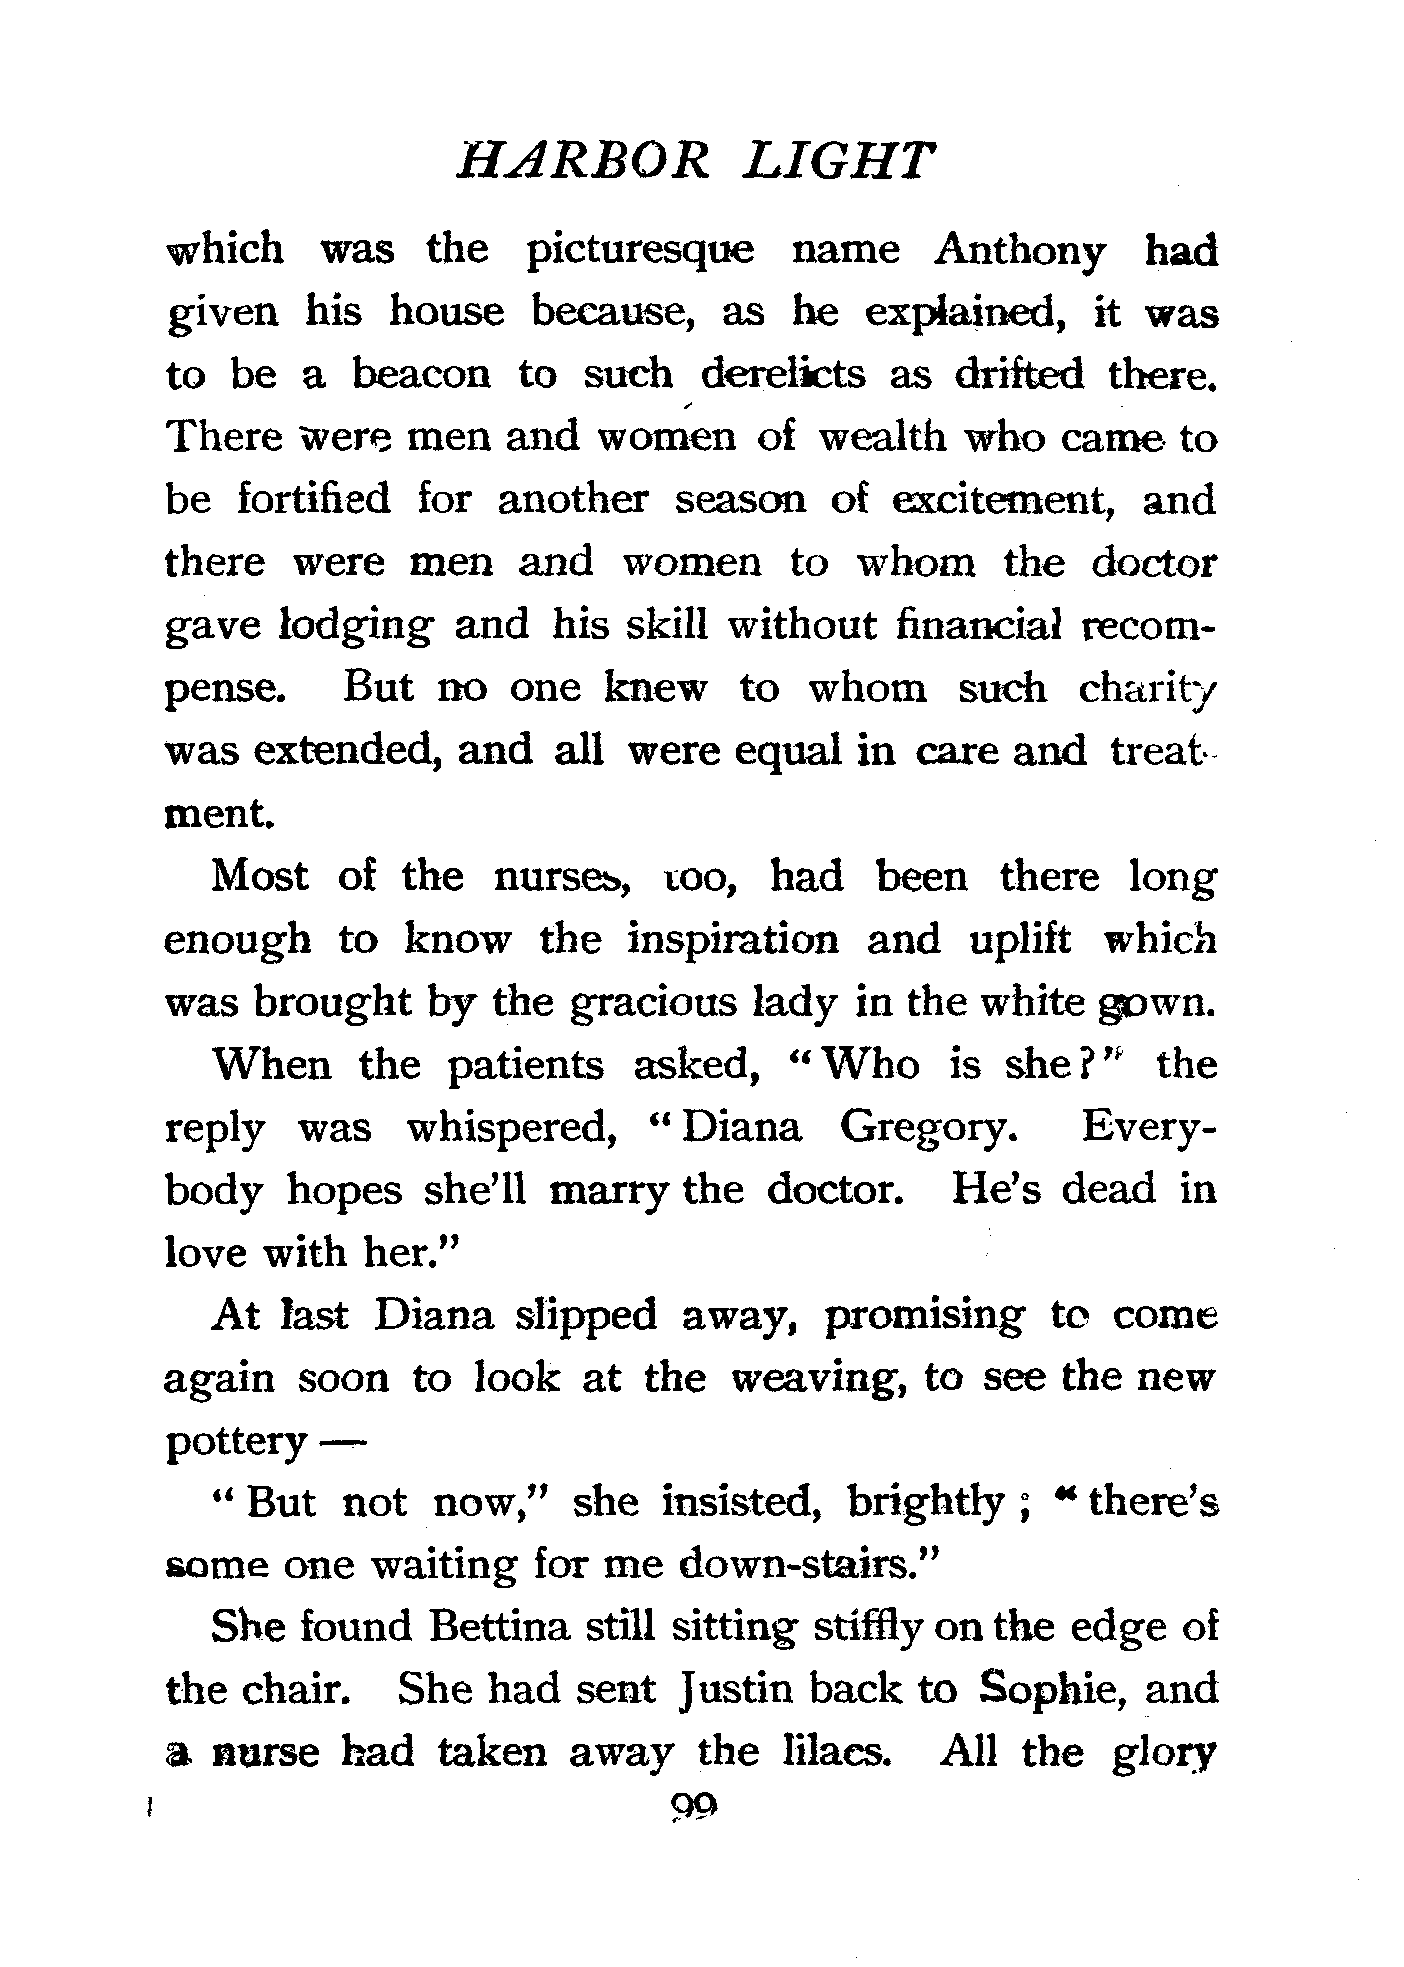 HARBOR LIGHT
which was the picturesque name Anthony had
given his house because, as he explained, it was
to be a beacon to such derelicts as drifted there.
There were men and women of wealth who came to
be fortified for another season of excitement, and
there were men and women to whom the doctor
gave lodging and his skill without financial recom-
pense. But no one knew to whom such charity
was extended, and all were equal in care and treat-
ment.
Most of the nurses, too, had been there long
enough to know the inspiration and uplift which
was brought by the gracious lady in the white gown.
When the patients asked, “Who is she?” the
reply was whispered, “Diana Gregory. Every-
body hopes she’ll marry the doctor. He’s dead in
love with her.”
At last Diana slipped away, promising to come
again soon to look at the weaving, to see the new
pottery —
“But not now,” she insisted, brightly; “there’s
some one waiting for me down-stairs.”
She found Bettina still sitting stiffly on the edge of
the chair. She had sent Justin back to Sophie, and
a nurse had taken away the lilacs. All the glory
99